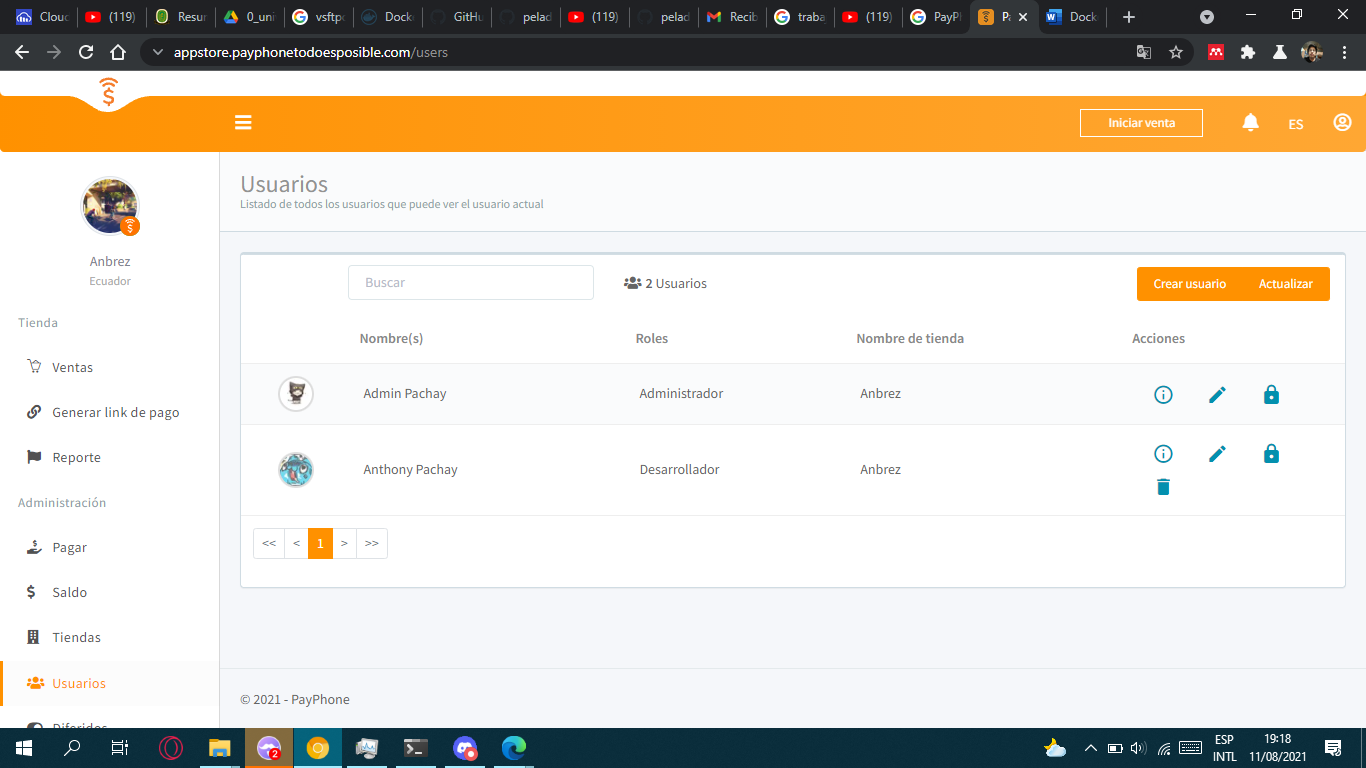 Clouc
(119)
Resur
0_uni
vsftpc
Docke
GitHu
pelad
(119)
pelad
Recib
traba
(119)
PayPh
Pa
Dock
appstore.payphonetodoesposible.com/users
Iniciar venta
ES
Anbrez
Ecuador
Tienda
Ventas
Generar link de pago
Reporte
Administración
Pagar
Saldo
Tiendas
Usuarios
Diferidos
Usuarios
Listado de todos los usuarios que puede ver el usuario actual
Buscar
2 Usuarios
Crear usuario Actualizar
Nombre(s) Roles Nombre de tienda Acciones
Admin Pachay Administrador Anbrez
Anthony Pachay Desarrollador Anbrez
<< < 1 > >>
© 2021 - PayPhone
2
ESP
INTL
19:18
11/08/2021